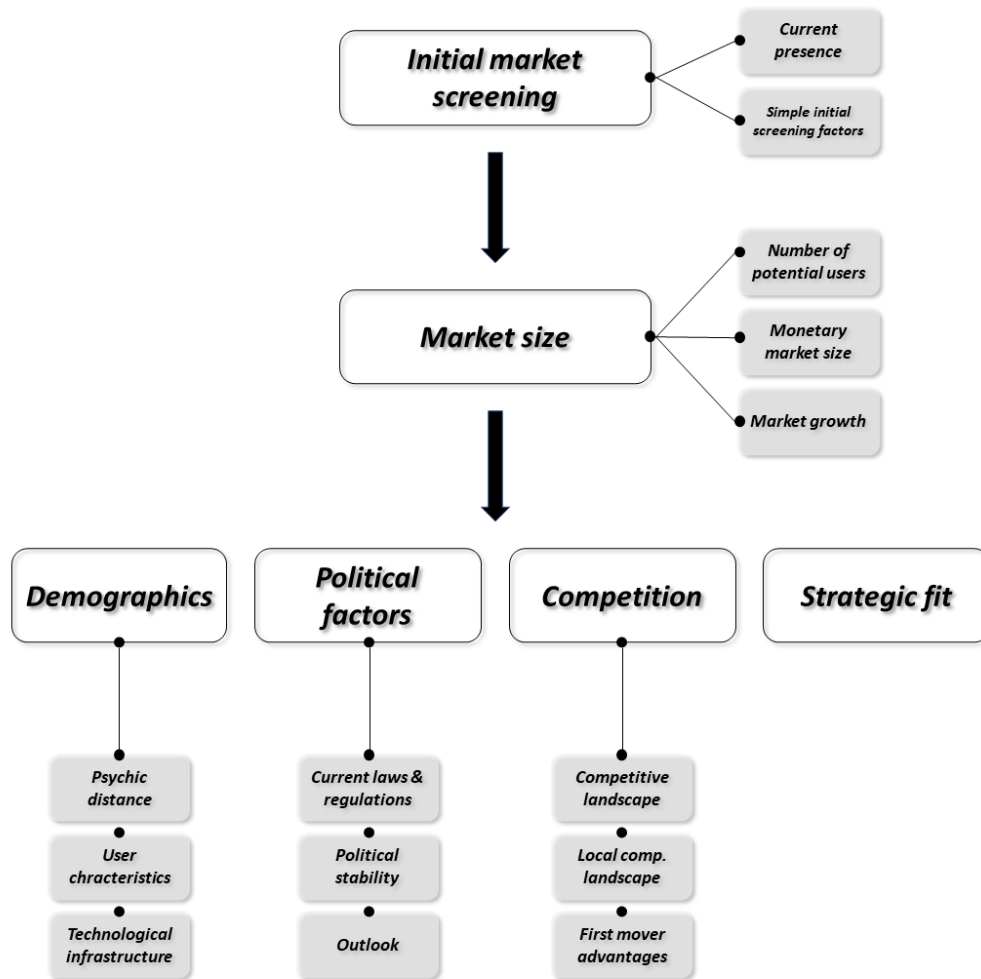 Initial market
screening
Current
presence
Simple initial
screening factors
Market size
Number of
potential users
Monetary
market size
Market growth
Demographics
Political
factors
Competition
Strategic fit
Psychic
distance
User
chracteristics
Technological
infrastructure
Current laws &
regulations
Political
stability
Outlook
Competitive
landscape
Local comp.
landscape
First mover
advantages